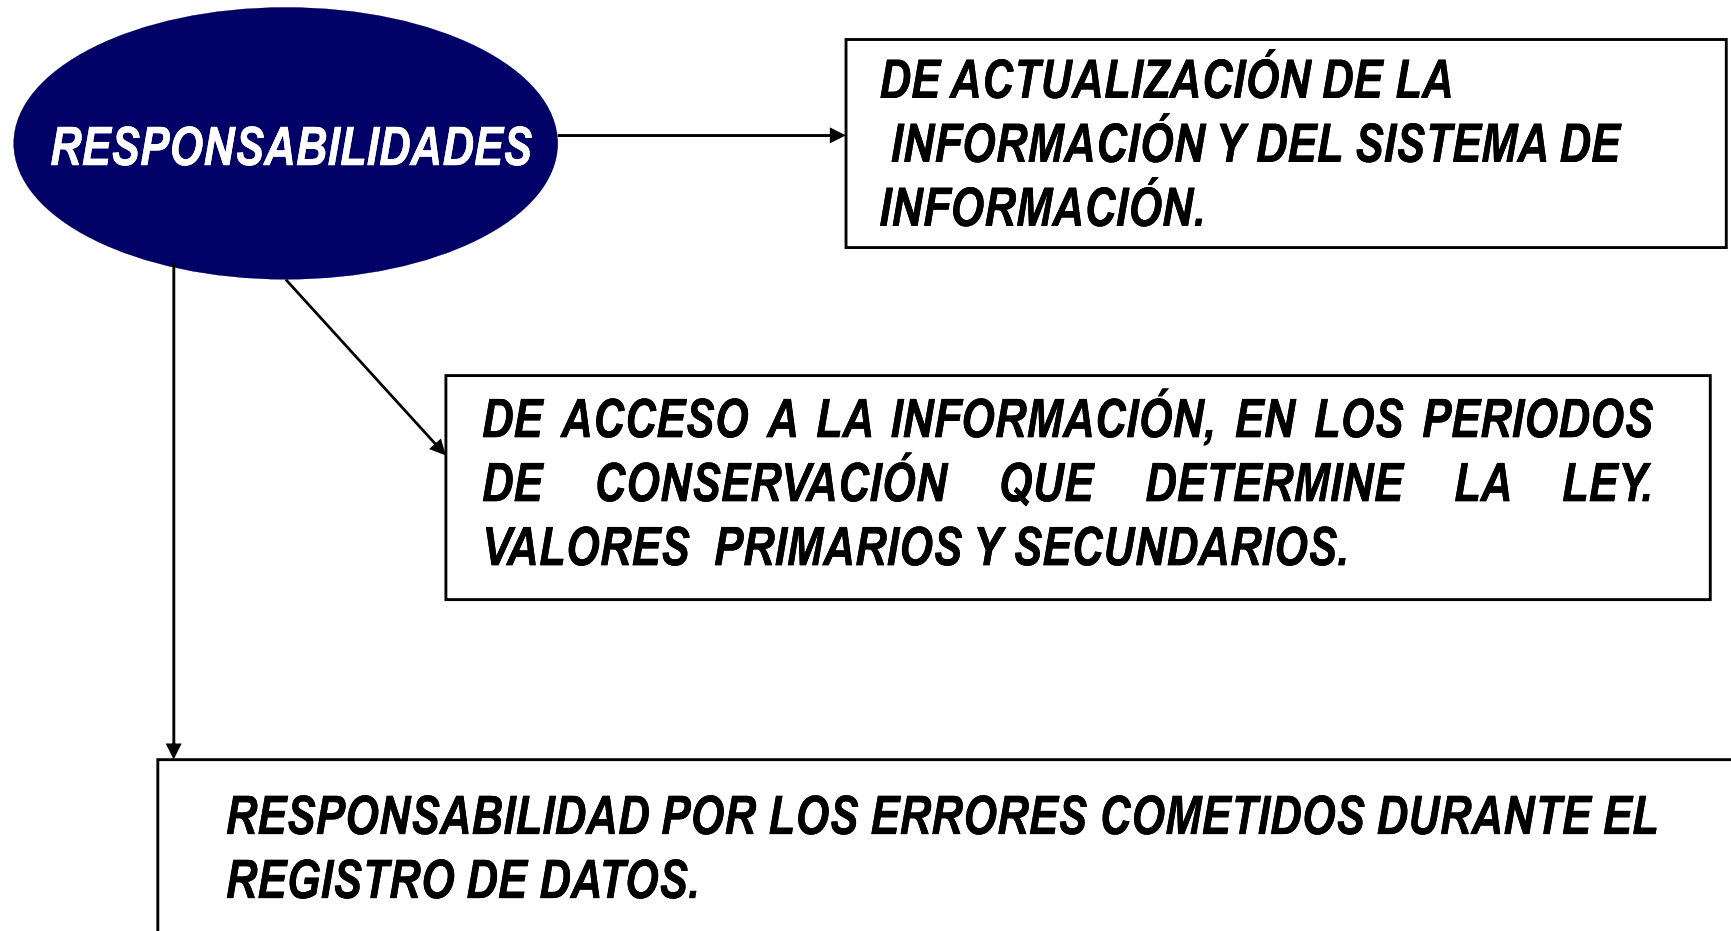 RESPONSABILIDADES
DE ACTUALIZACIÓN DE LA
INFORMACIÓN Y DEL SISTEMA DE
INFORMACIÓN.
DE ACCESO A LA INFORMACIÓN, EN LOS PERIODOS
DE CONSERVACIÓN QUE DETERMINE LA LEY.
VALORES PRIMARIOS Y SECUNDARIOS.
RESPONSABILIDAD POR LOS ERRORES COMETIDOS DURANTE EL
REGISTRO DE DATOS.